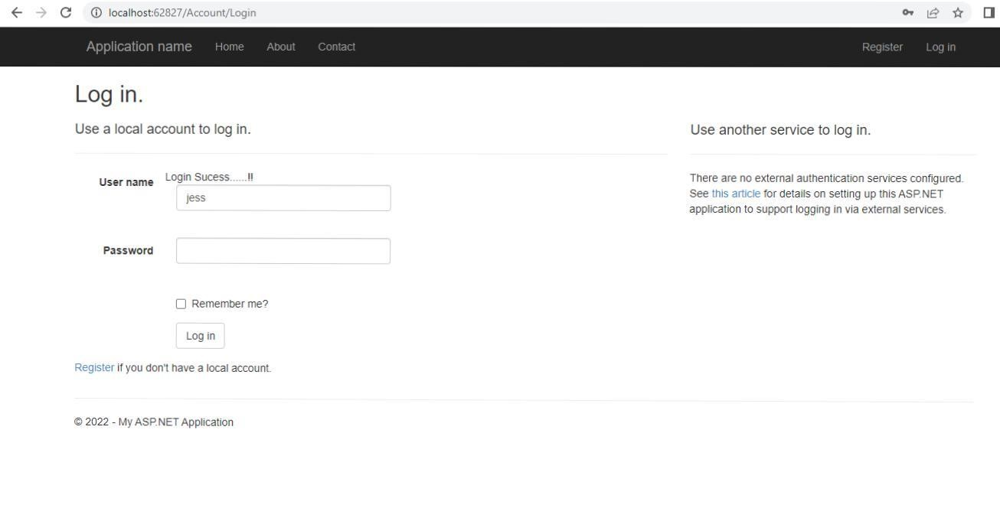 localhost:62827/Account/Login
Application name Home About Contact Register Log in
Log in.
Use a local account to log in.
User name Login Sucess......!!
jess
Password
Remember me?
Log in
Register if you don't have a local account.
Use another service to log in.
There are no external authentication services configured.
See this article for details on setting up this ASP.NET
application to support logging in via external services.
© 2022 - My ASP.NET Application